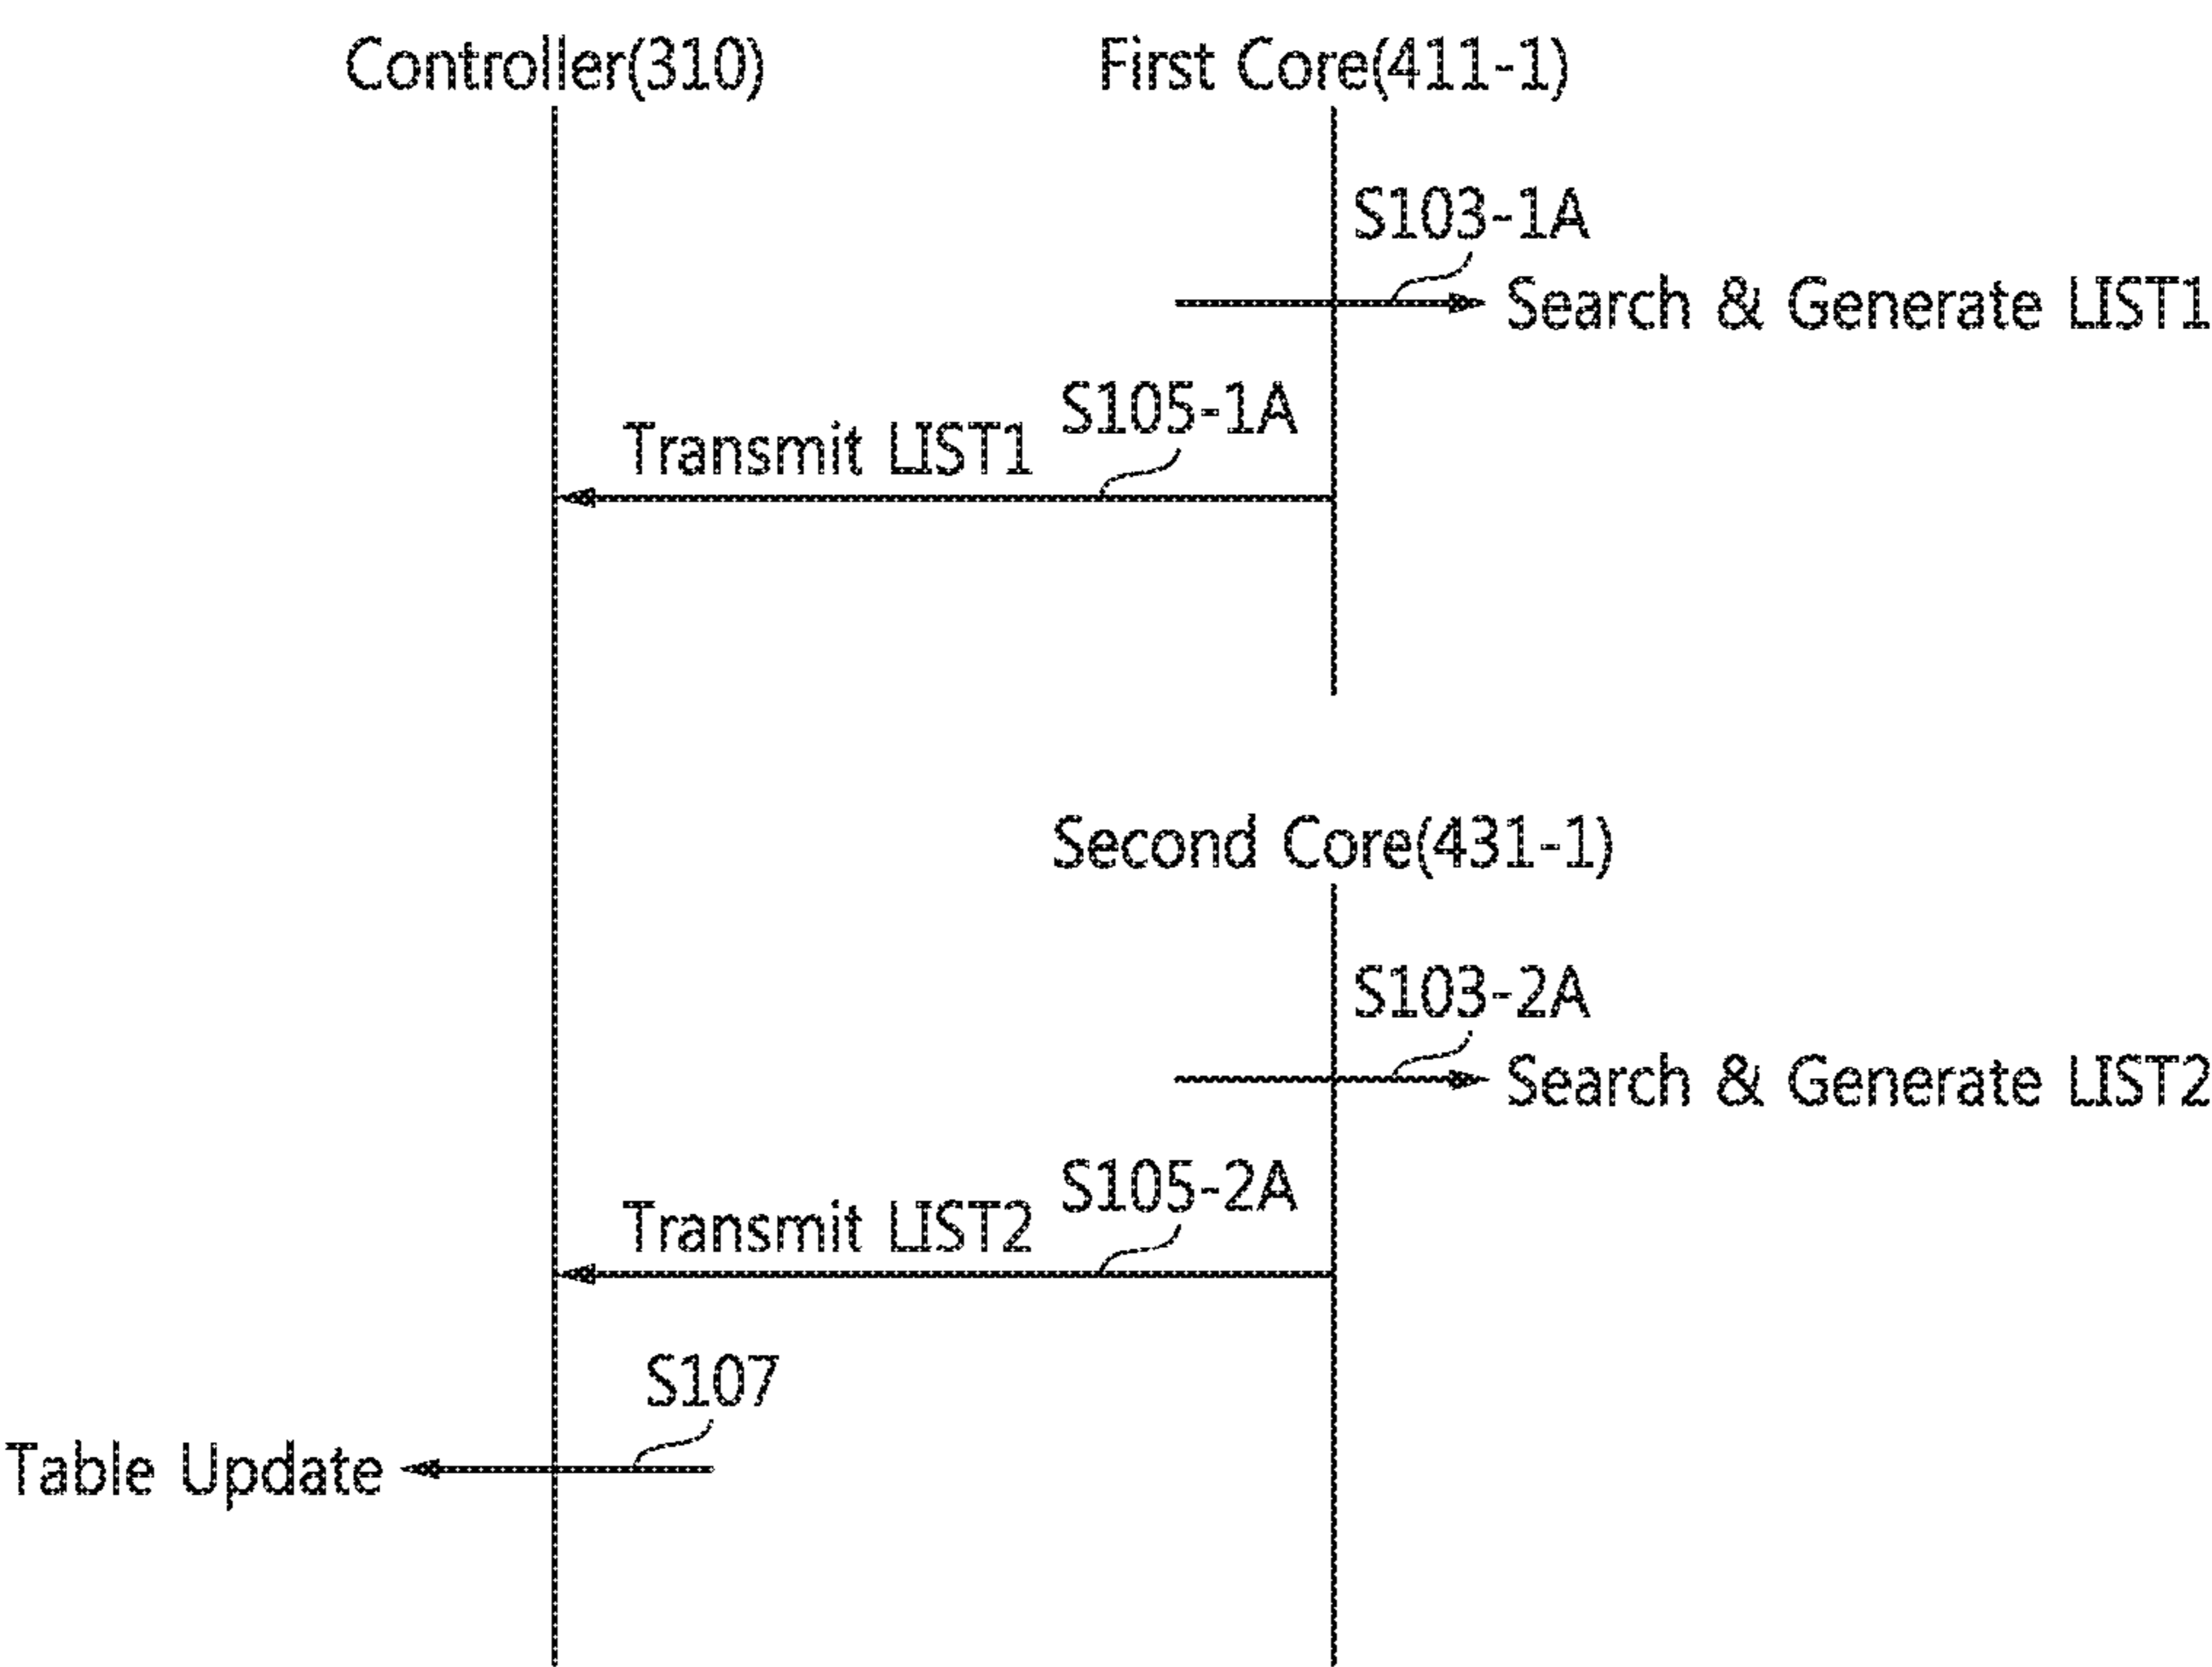 Controller(310)
First Core(411-1)
S103-1A
Search & Generate LIST1
S105-1A
Transmit LIST1
Second Core(431-1)
S103-2A
Search & Generate LIST2
S105-2A
Transmit LIST2
S107
Table Update